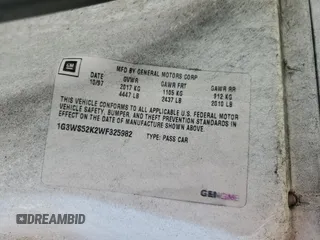 GM
MFD BY GENERAL MOTORS CORP
DATE GVWR GAWR FRT GAWR RR
10/97 2017 KG 1105 KG 912 KG
4447 LB 2437 LB 2010 LB
THIS VEHICLE CONFORMS TO ALL APPLICABLE U.S. FEDERAL MOTOR
VEHICLE SAFETY, BUMPER, AND THEFT PREVENTION STANDARDS IN
EFFECT ON THE DATE OF MANUFACTURE SHOWN ABOVE.
1G3WS52K2WF325982 TYPE: PASS CAR
GENUINE
DREAMBID